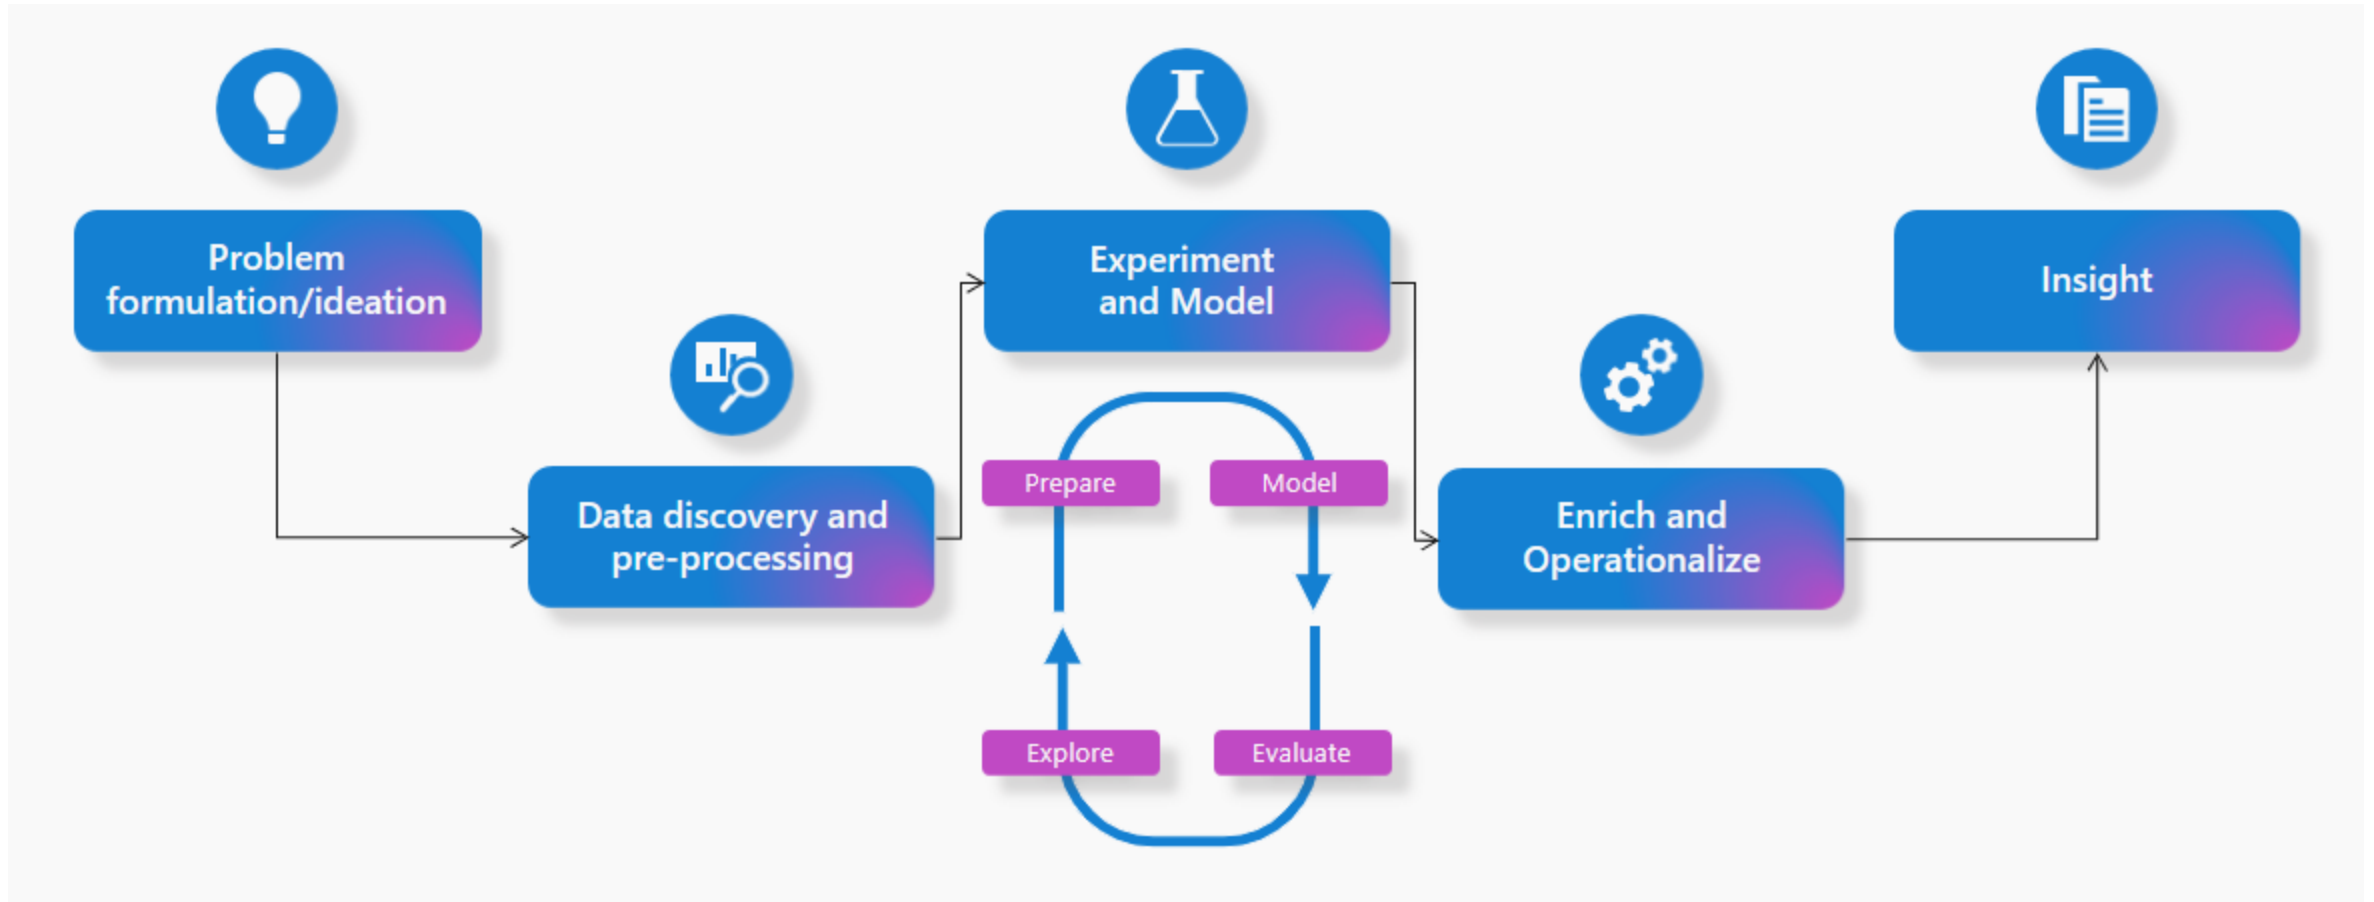 Problem
formulation/ideation
Data discovery and
pre-processing
Experiment
and Model
Prepare
Model
Explore
Evaluate
Enrich and
Operationalize
Insight